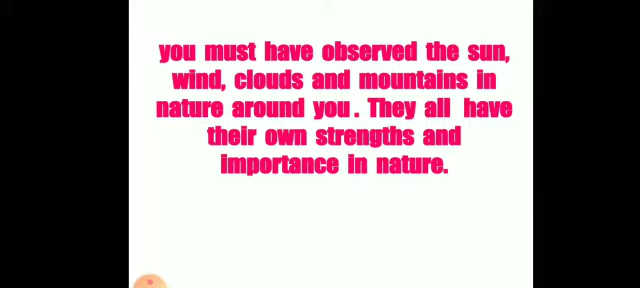 you must have observed the sun,
wind, clouds and mountains in
nature around you . They all have
their own strengths and
importance in nature.